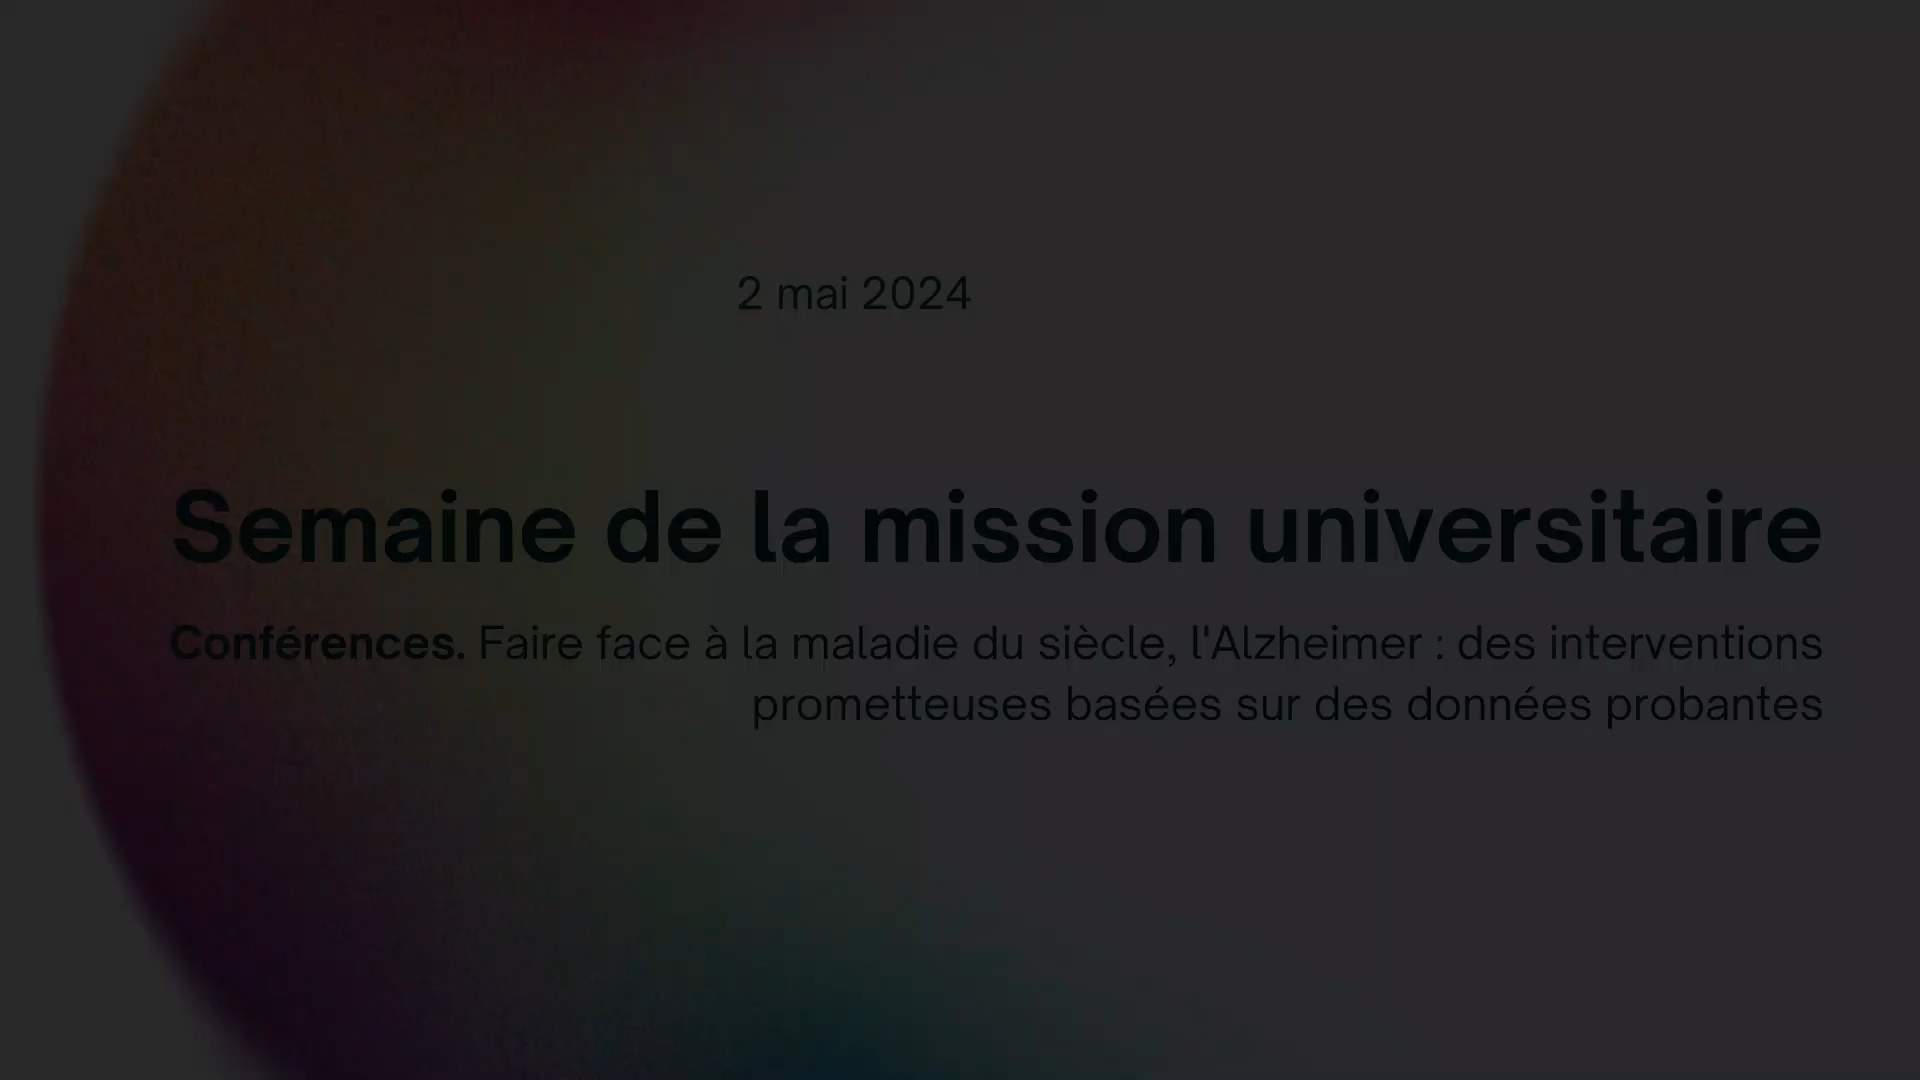 2 mai 2024
Semaine de la mission universitaire
Conférences. Faire face à la maladie du siècle, l'Alzheimer : des interventions
prometteuses basées sur des données probantes